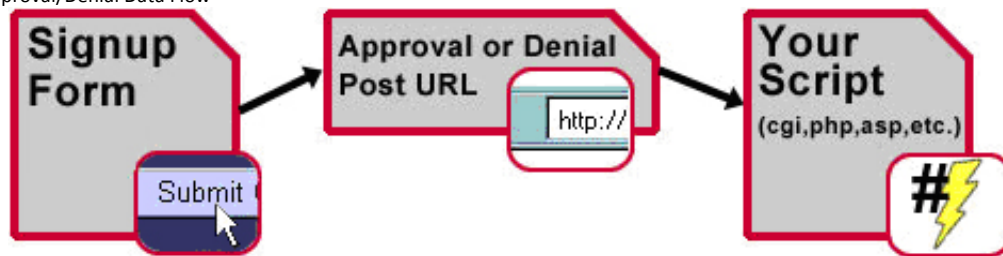 Signup
Form
Submit
Approval or Denial
Post URL
http://
Your
Script
(cgi,php,asp,etc.)
#